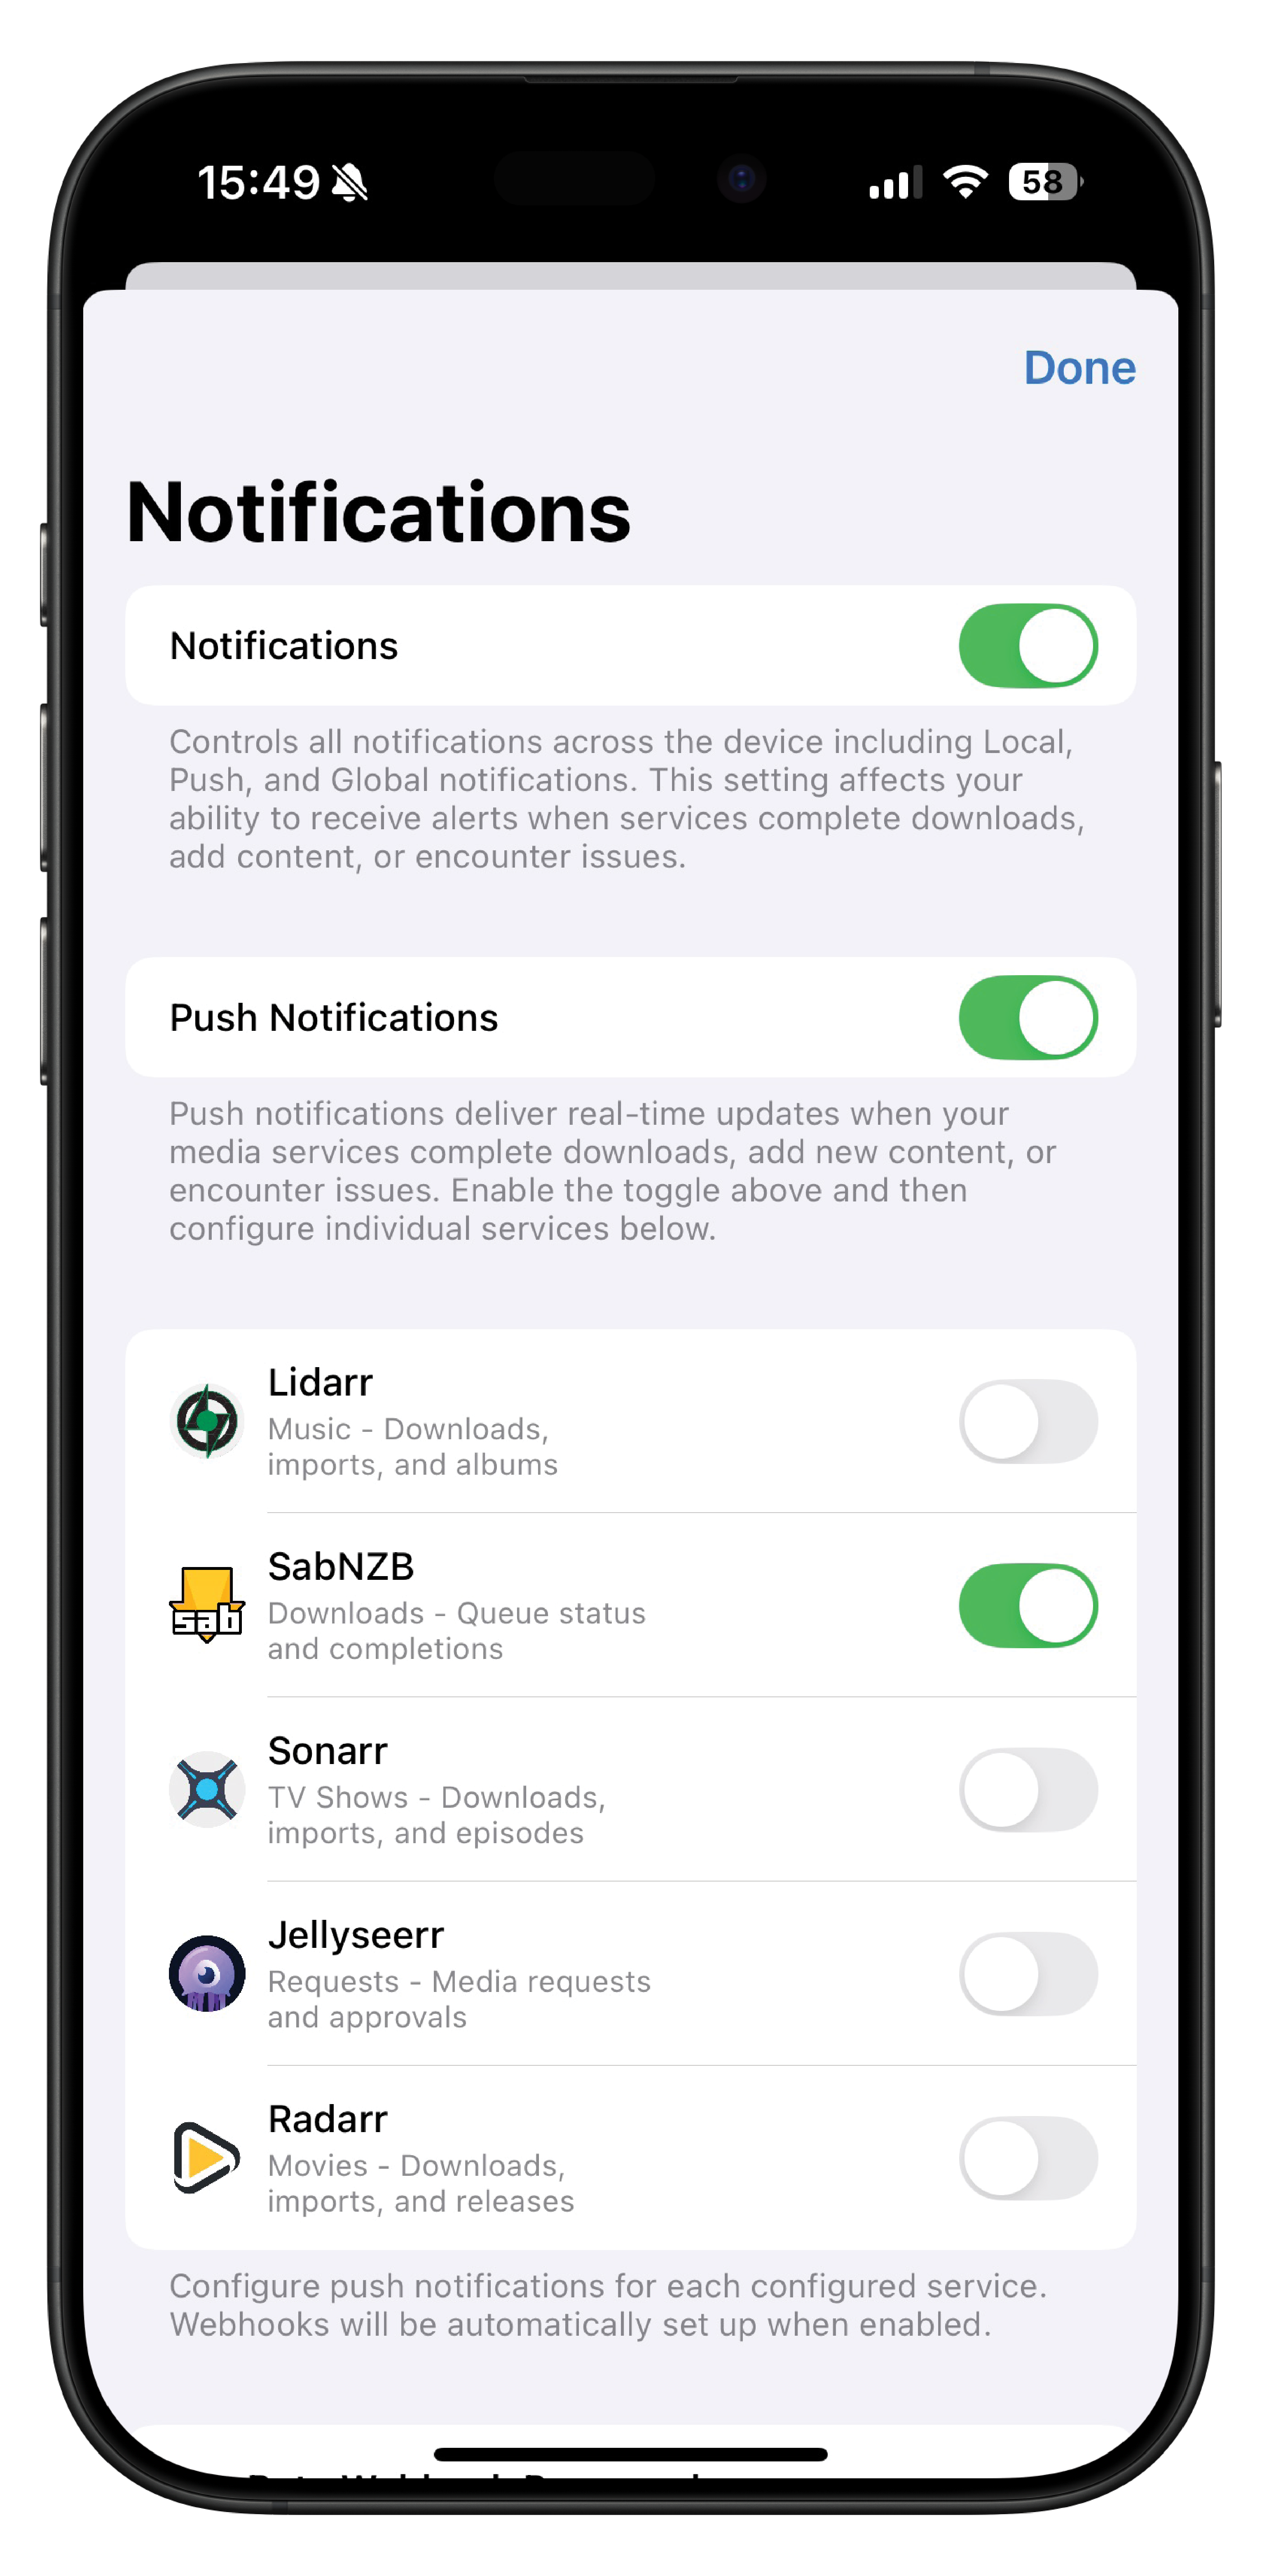 15:49
58
Done
Notifications
Notifications
Controls all notifications across the device including Local,
Push, and Global notifications. This setting affects your
ability to receive alerts when services complete downloads,
add content, or encounter issues.
Push Notifications
Push notifications deliver real-time updates when your
media services complete downloads, add new content, or
encounter issues. Enable the toggle above and then
configure individual services below.
Lidarr
Music - Downloads,
imports, and albums
sab
SabNZB
Downloads - Queue status
and completions
Sonarr
TV Shows - Downloads,
imports, and episodes
Jellyseerr
Requests - Media requests
and approvals
Radarr
Movies - Downloads,
imports, and releases
Configure push notifications for each configured service.
Webhooks will be automatically set up when enabled.